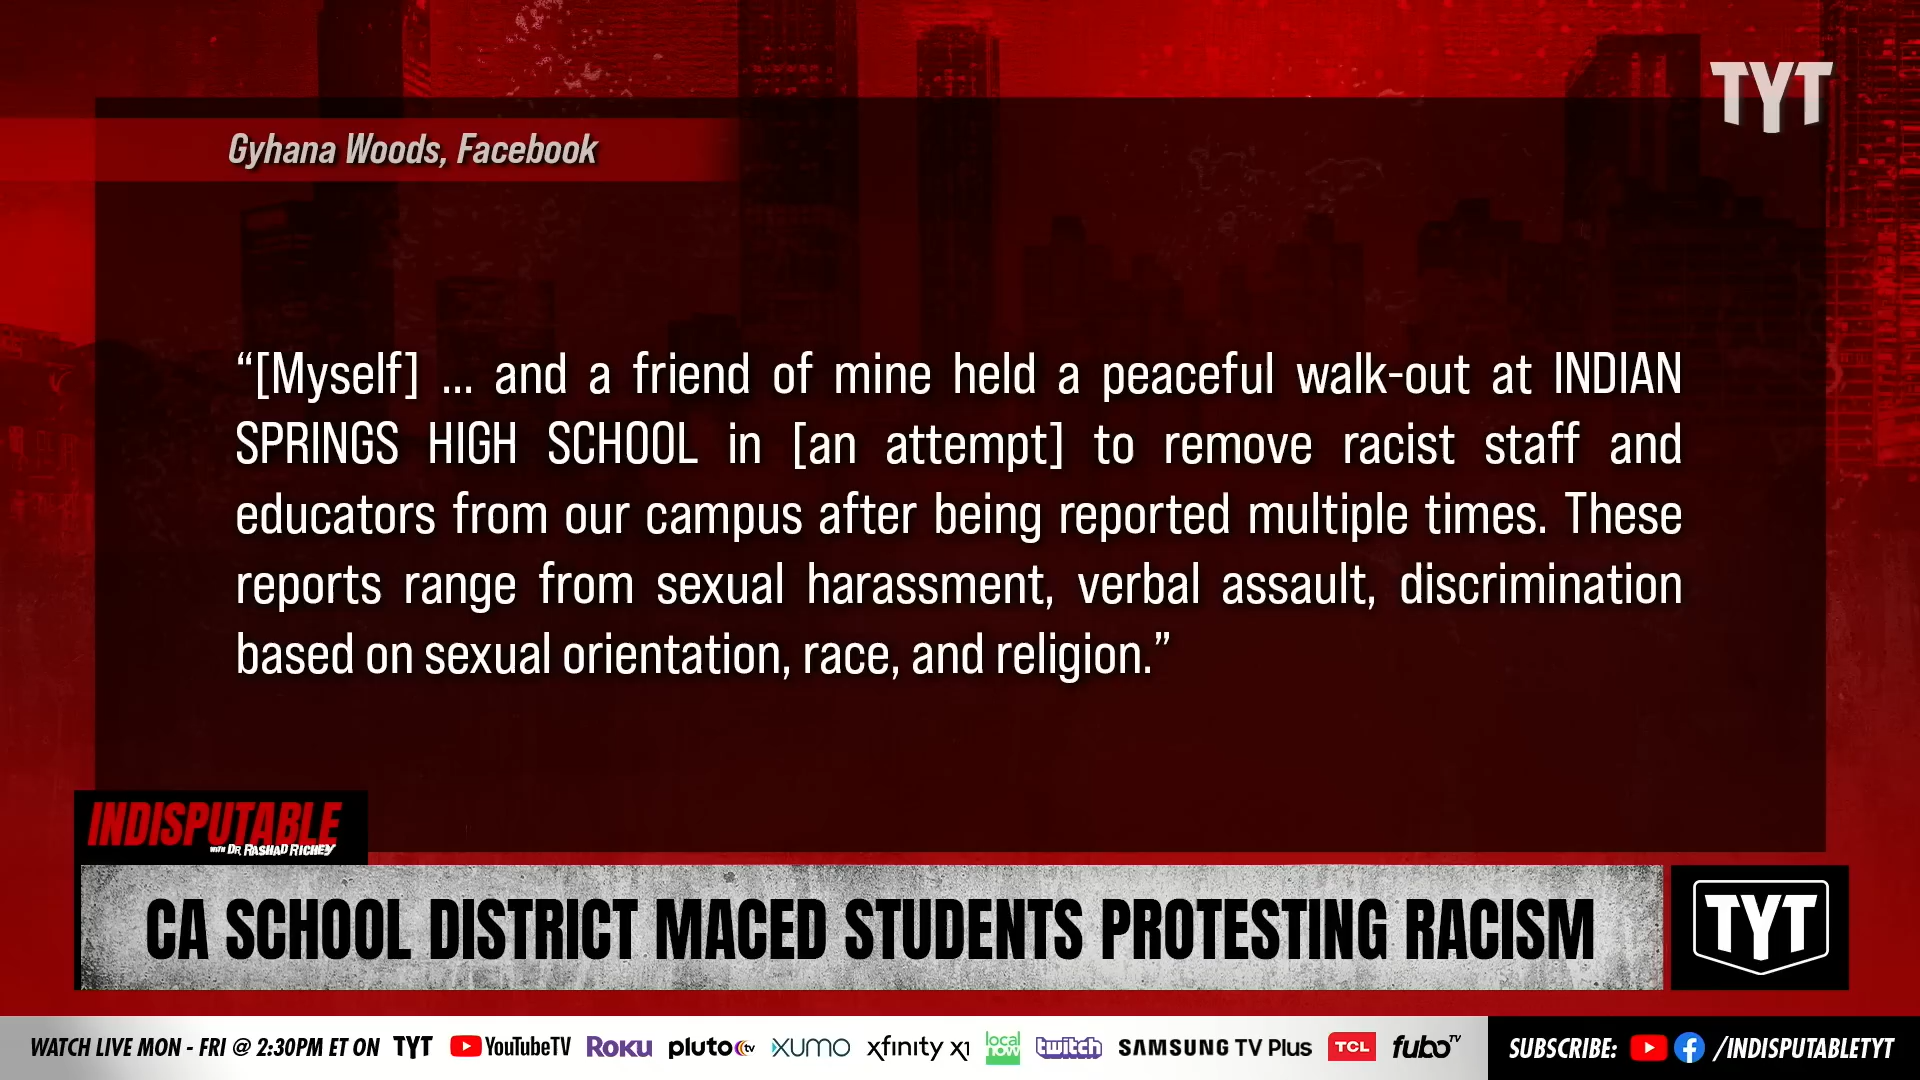 TYT
Gyhana Woods, Facebook
“[Myself] ... and a friend of mine held a peaceful walk-out at INDIAN
SPRINGS HIGH SCHOOL in [an attempt] to remove racist staff and
educators from our campus after being reported multiple times. These
reports range from sexual harassment, verbal assault, discrimination
based on sexual orientation, race, and religion.”
INDISPUTABLE
WITH DR. RASHAD RICHEY
CA SCHOOL DISTRICT MACED STUDENTS PROTESTING RACISM
TYT
WATCH LIVE MON - FRI @ 2:30PM ET ON TYT YouTubeTV ROKU pluto tv XUMO xfinity x1 local now twitch SAMSUNG TV Plus TCL fubo TV SUBSCRIBE: /INDISPUTABLETYT